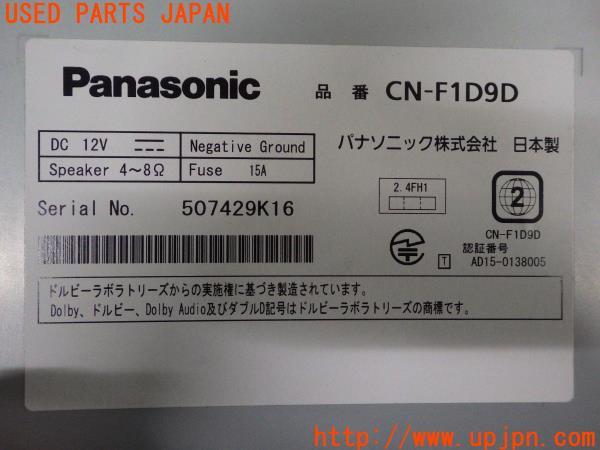 USED PARTS JAPAN
Panasonic 品 番 CN-F1D9D
DC 12V Negative Ground
Speaker 4～8Ω Fuse 15A
パナソニック株式会社 日本製
Serial No. 507429K16
2.4FH1
2
CN-F1D9D
認証番号
T AD15-0138005
ドルビーラボラトリーズからの実施権に基づき製造されています。
Dolby、ドルビー、Dolby Audio及びダブルD記号はドルビーラボラトリーズの商標です。
http://www.upjpn.com